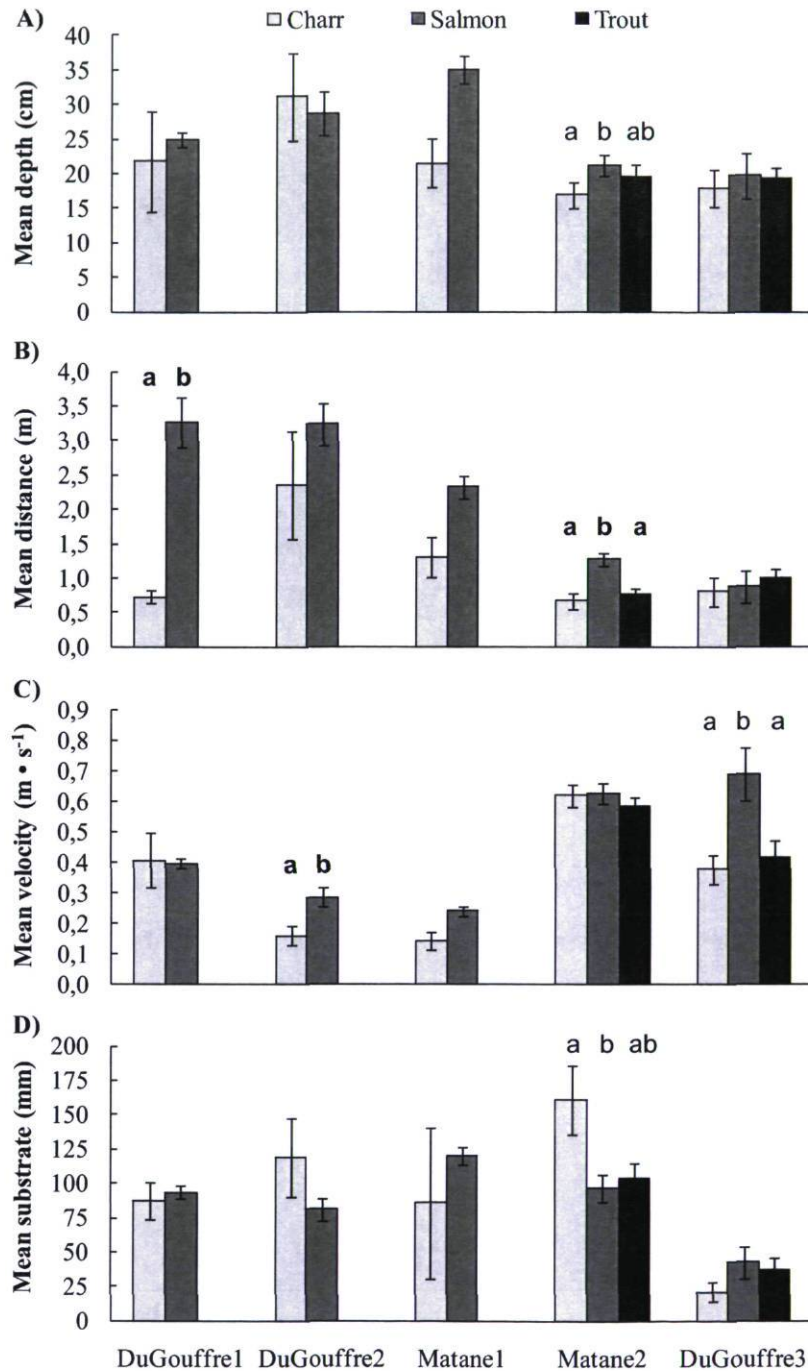 A)
Charr Salmon Trout
Mean depth (cm)
40
35
30
25
20
15
10
5
0
a b ab
B)
Mean distance (m)
4,0
3,5
3,0
2,5
2,0
1,5
1,0
0,5
0,0
a b
a b a
C)
Mean velocity (m • s-1)
0,9
0,8
0,7
0,6
0,5
0,4
0,3
0,2
0,1
0,0
a b
a b a
D)
Mean substrate (mm)
200
175
150
125
100
75
50
25
0
a b ab
DuGouffre1 DuGouffre2 Matane1 Matane2 DuGouffre3